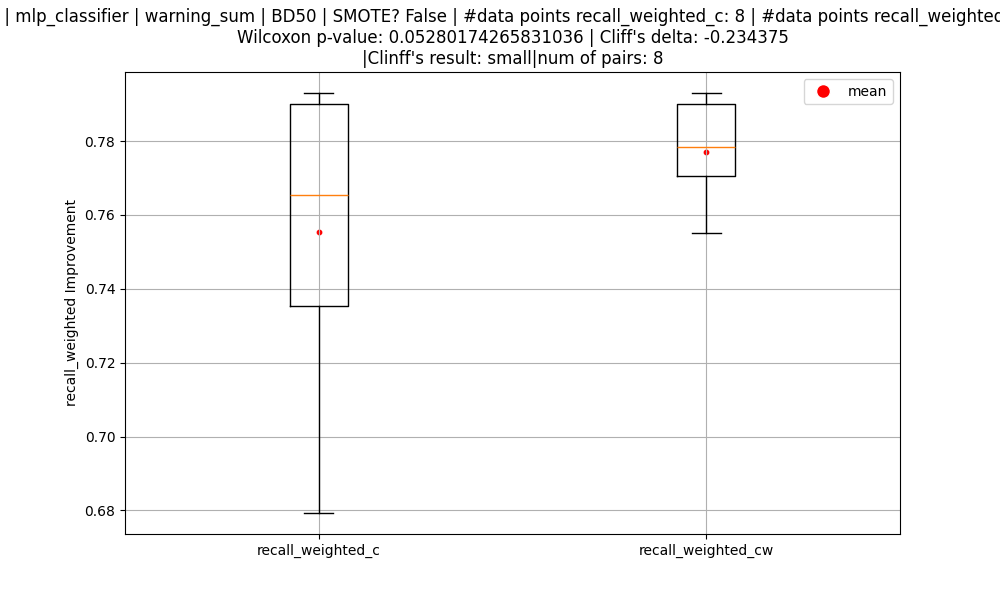 | mlp_classifier | warning_sum | BD50 | SMOTE? False | #data points recall_weighted_c: 8 | #data points recall_weighted
Wilcoxon p-value: 0.05280174265831036 | Cliff's delta: -0.234375
|Clinff's result: small|num of pairs: 8
mean
recall_weighted Improvement
0.78
0.76
0.74
0.72
0.70
0.68
recall_weighted_c
recall_weighted_cw